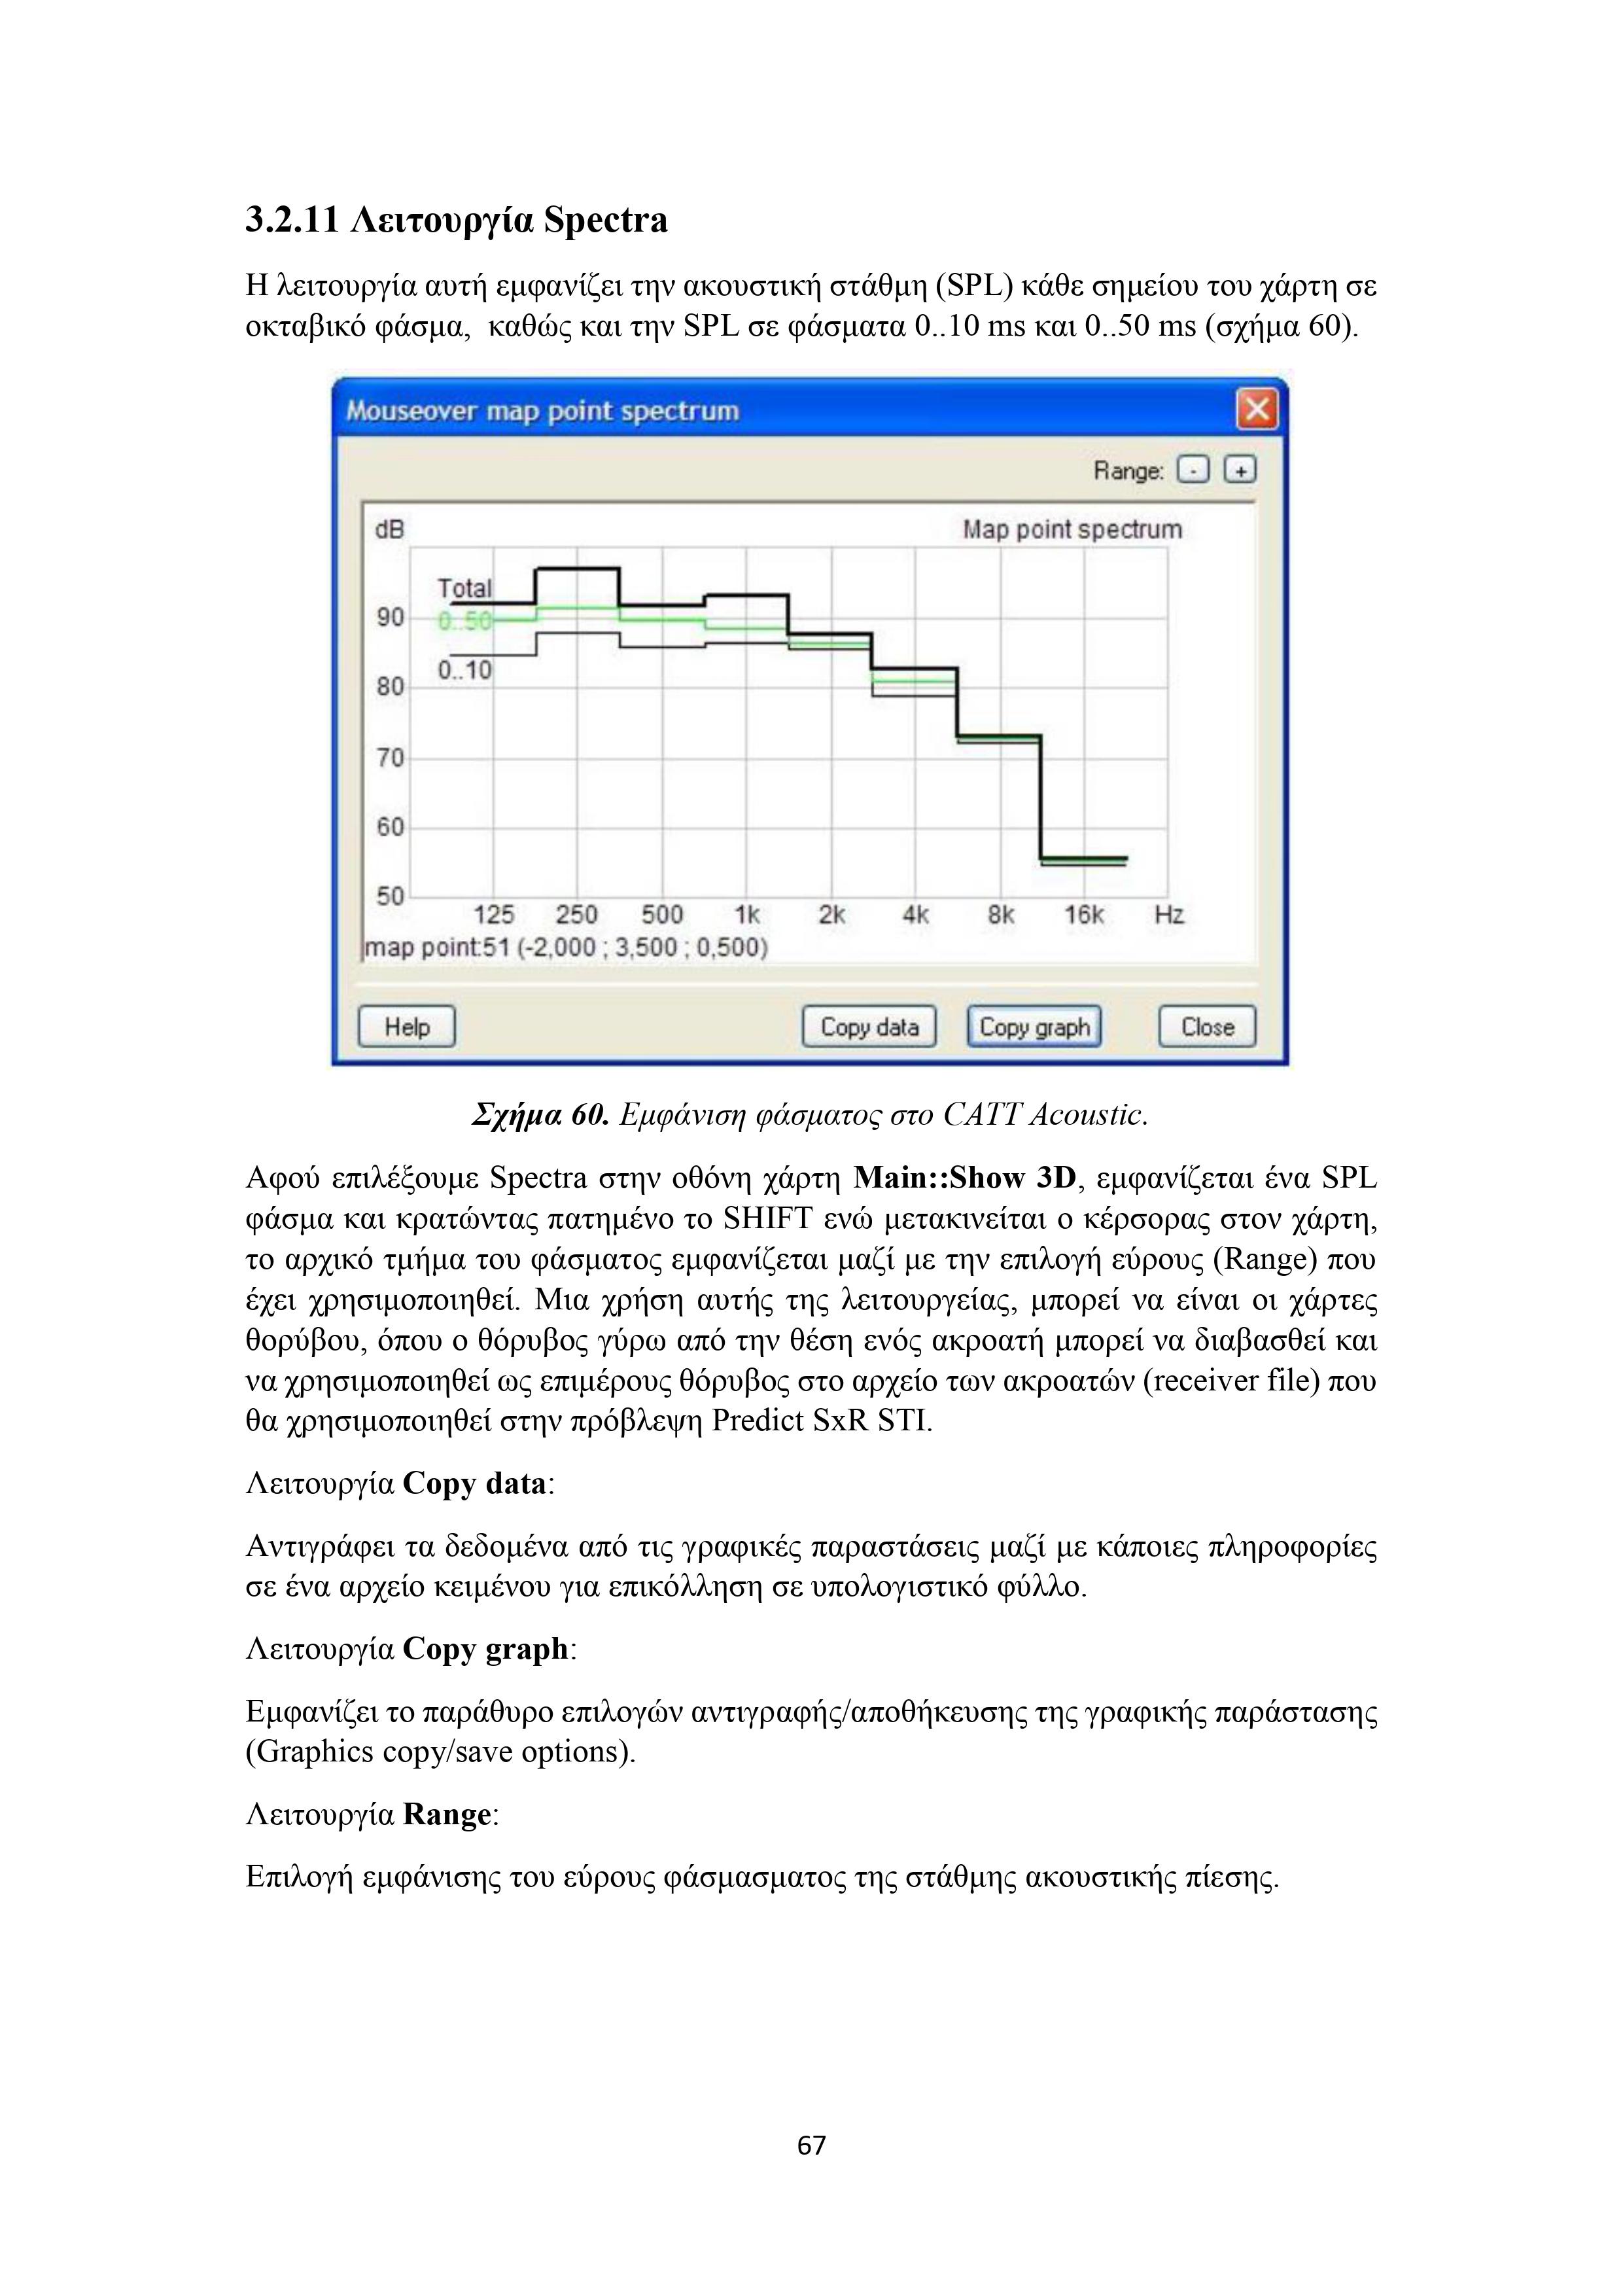 3.2.11 Λειτουργία Spectra
Η λειτουργία αυτή εμφανίζει την ακουστική στάθμη (SPL) κάθε σημείου του χάρτη σε
οκταβικό φάσμα,  καθώς και την SPL σε φάσματα 0..10 ms και 0..50 ms (σχήμα 60).
Mouseover map point spectrum
Range: - +
dB Map point spectrum
Total
90 0..50
0..10
80
70
60
50
125 250 500 1k 2k 4k 8k 16k Hz
map point:51 (-2,000 ; 3,500 ; 0,500)
Help Copy data Copy graph Close
Σχήμα 60. Εμφάνιση φάσματος στο CATT Acoustic.
Αφού επιλέξουμε Spectra στην οθόνη χάρτη Main::Show 3D, εμφανίζεται ένα SPL
φάσμα και κρατώντας πατημένο το SHIFT ενώ μετακινείται ο κέρσορας στον χάρτη,
το αρχικό τμήμα του φάσματος εμφανίζεται μαζί με την επιλογή εύρους (Range) που
έχει χρησιμοποιηθεί. Μια χρήση αυτής της λειτουργείας, μπορεί να είναι οι χάρτες
θορύβου, όπου ο θόρυβος γύρω από την θέση ενός ακροατή μπορεί να διαβασθεί και
να χρησιμοποιηθεί ως επιμέρους θόρυβος στο αρχείο των ακροατών (receiver file) που
θα χρησιμοποιηθεί στην πρόβλεψη Predict SxR STI.
Λειτουργία Copy data:
Αντιγράφει τα δεδομένα από τις γραφικές παραστάσεις μαζί με κάποιες πληροφορίες
σε ένα αρχείο κειμένου για επικόλληση σε υπολογιστικό φύλλο.
Λειτουργία Copy graph:
Εμφανίζει το παράθυρο επιλογών αντιγραφής/αποθήκευσης της γραφικής παράστασης
(Graphics copy/save options).
Λειτουργία Range:
Επιλογή εμφάνισης του εύρους φάσμασματος της στάθμης ακουστικής πίεσης.
67